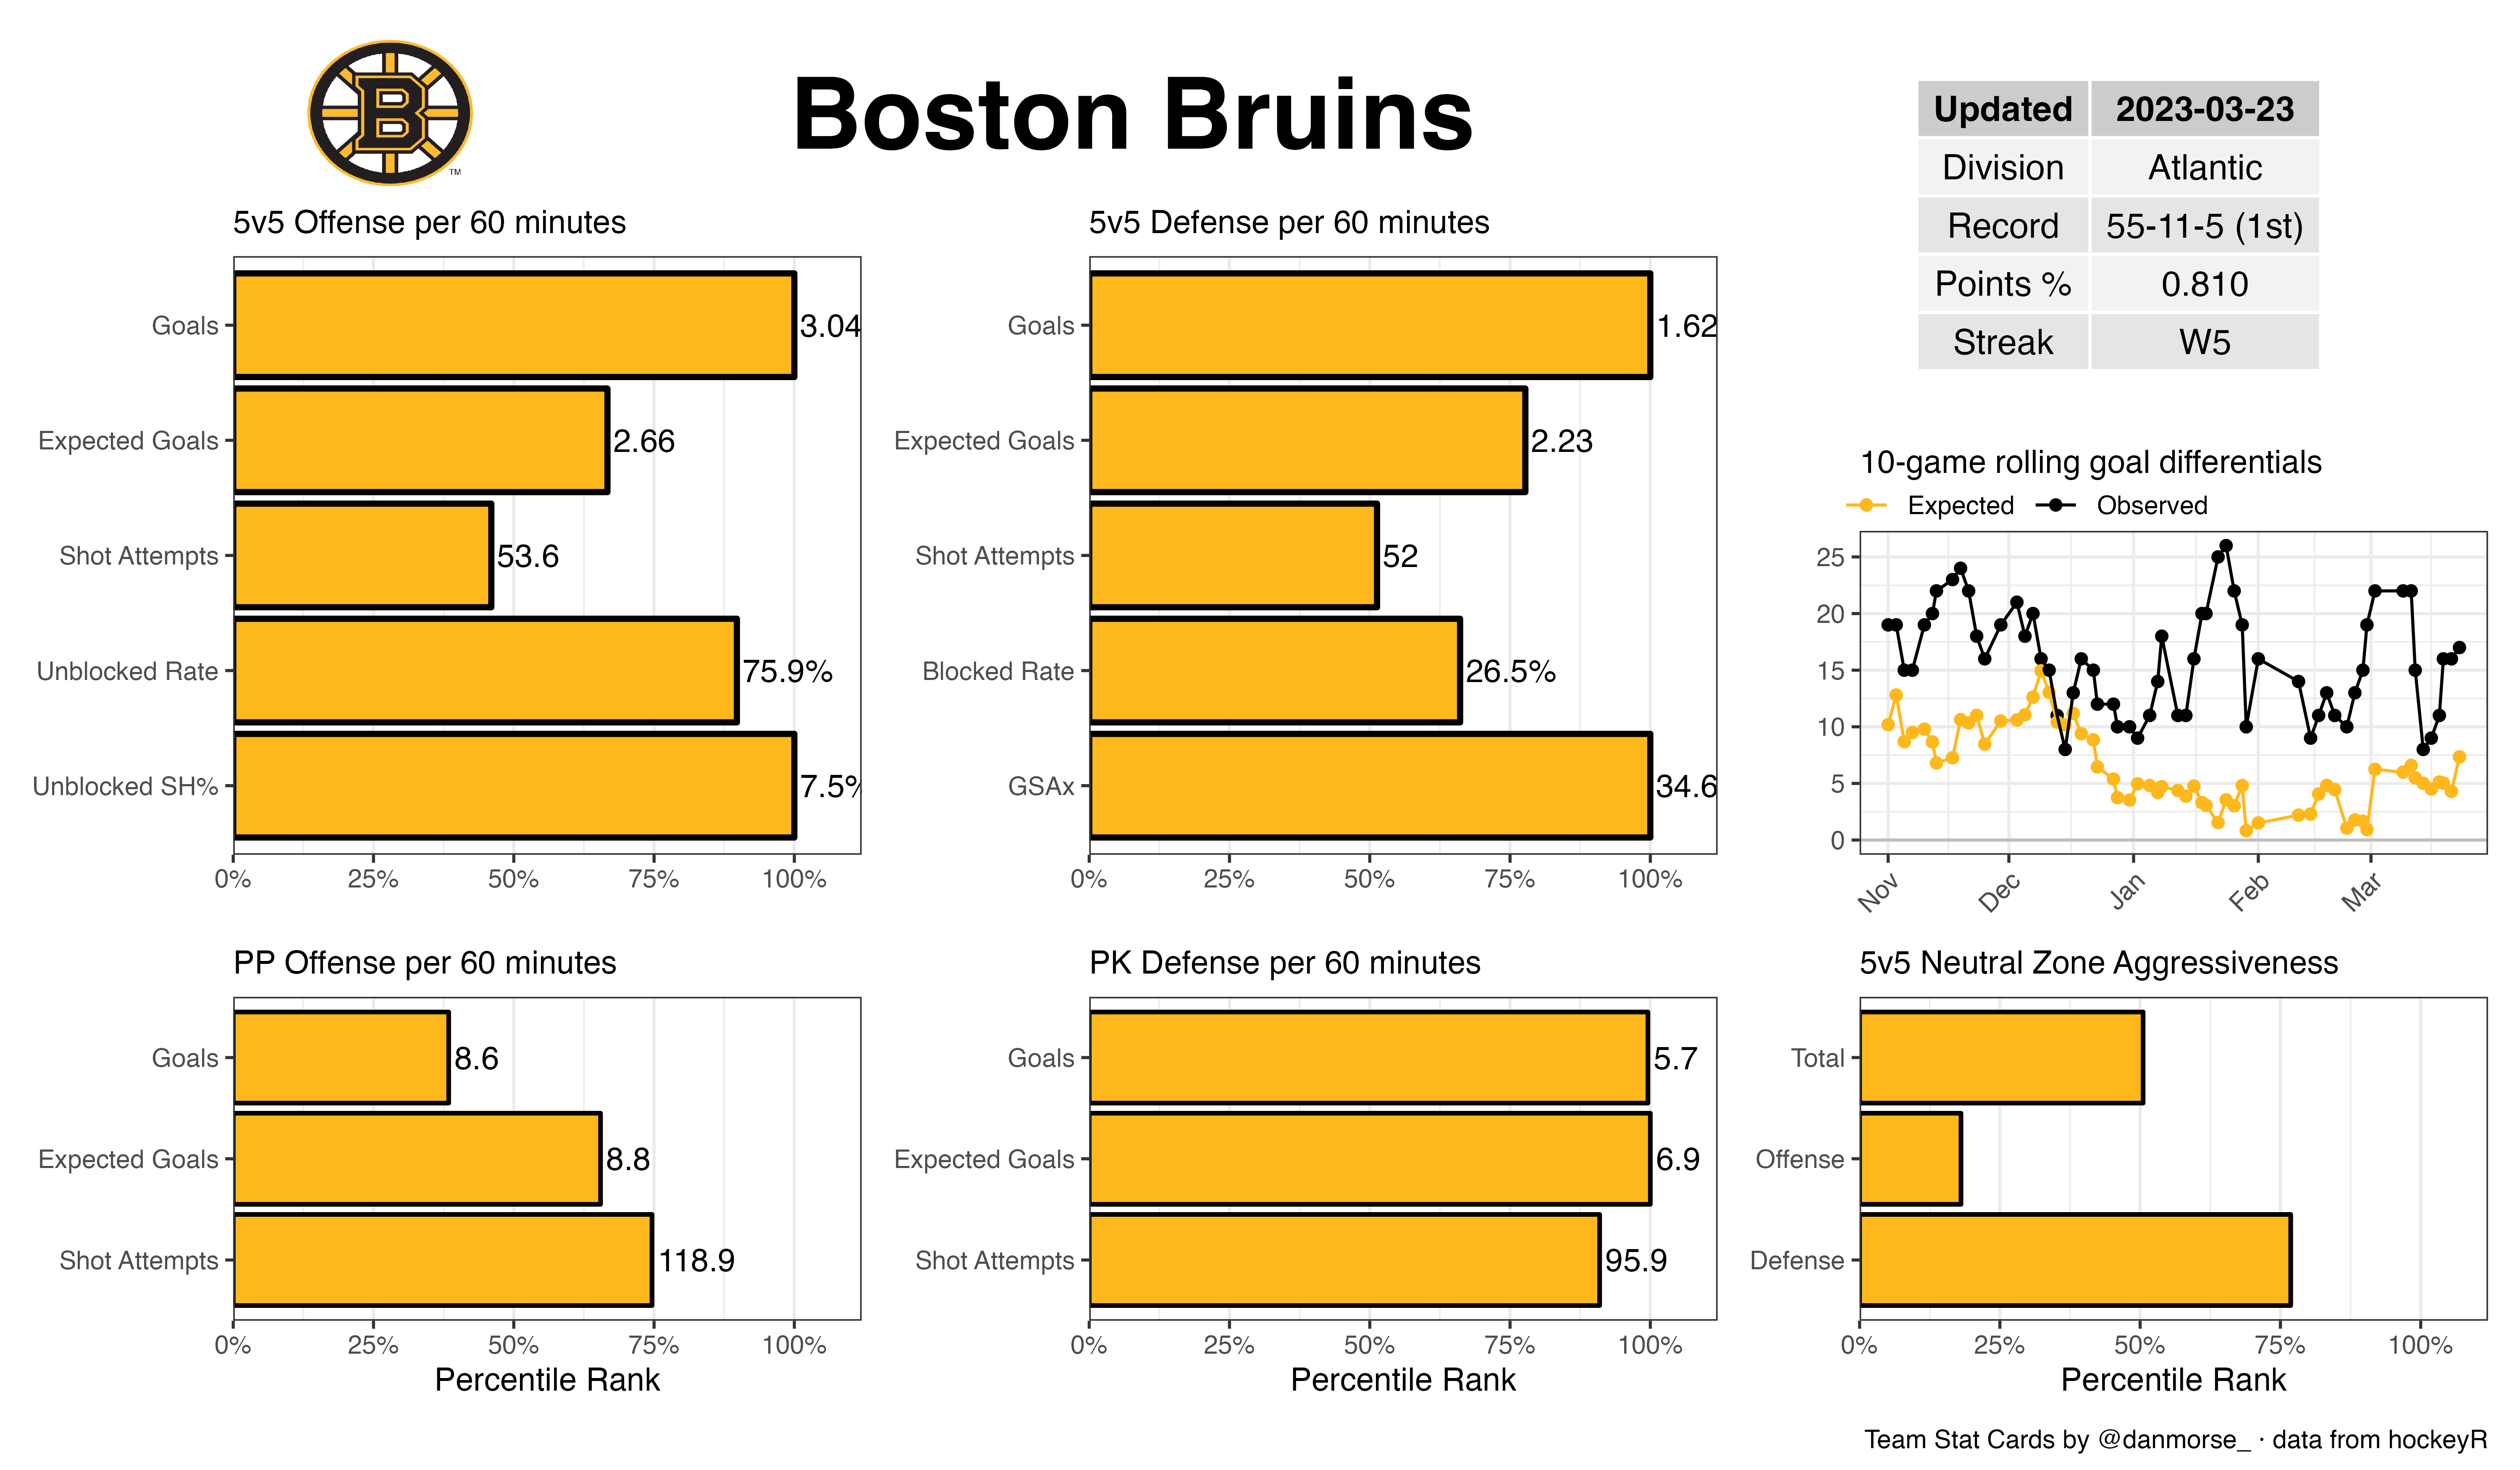 B
TM
Boston Bruins
Updated 2023-03-23
Division Atlantic
Record 55-11-5 (1st)
Points % 0.810
Streak W5
5v5 Offense per 60 minutes
Goals 3.04
Expected Goals 2.66
Shot Attempts 53.6
Unblocked Rate 75.9%
Unblocked SH% 7.5%
0% 25% 50% 75% 100%
5v5 Defense per 60 minutes
Goals 1.62
Expected Goals 2.23
Shot Attempts 52
Blocked Rate 26.5%
GSAx 34.6
0% 25% 50% 75% 100%
10-game rolling goal differentials
Expected Observed
25
20
15
10
5
0
Nov Dec Jan Feb Mar
PP Offense per 60 minutes
Goals 8.6
Expected Goals 8.8
Shot Attempts 118.9
0% 25% 50% 75% 100%
Percentile Rank
PK Defense per 60 minutes
Goals 5.7
Expected Goals 6.9
Shot Attempts 95.9
0% 25% 50% 75% 100%
Percentile Rank
5v5 Neutral Zone Aggressiveness
Total
Offense
Defense
0% 25% 50% 75% 100%
Percentile Rank
Team Stat Cards by @danmorse_ · data from hockeyR